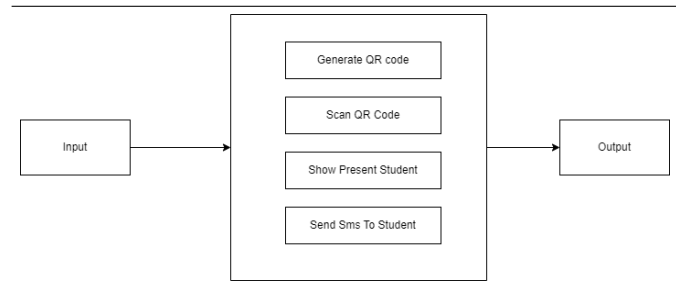 Generate QR code
Scan QR Code
Input
Output
Show Present Student
Send Sms To Student